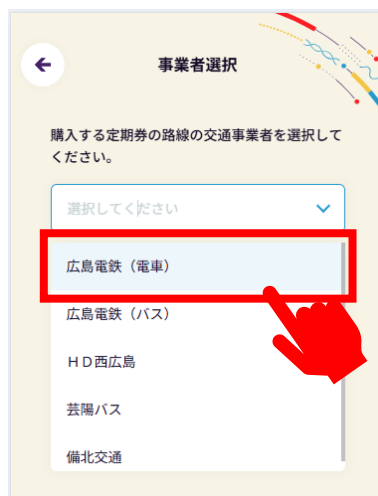 事業者選択
購入する定期券の路線の交通事業者を選択して
ください。
選択してください
広島電鉄（電車）
広島電鉄（バス）
ＨＤ西広島
芸陽バス
備北交通